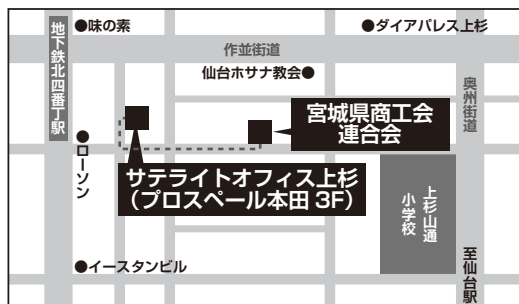 地下鉄北四番丁駅
●味の素
●ダイアパレス上杉
作並街道
仙台ホサナ教会●
奥州街道
宮城県商工会
連合会
●ローソン
サテライトオフィス上杉
（プロスペール本田 3F）
上杉山通
小学校
●イースタンビル
至仙台駅